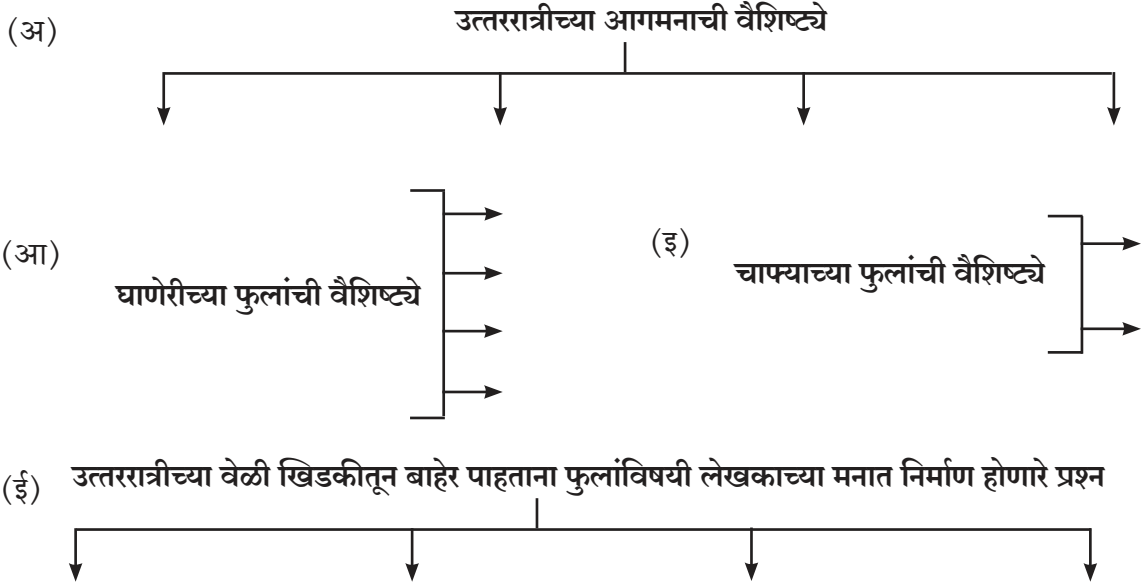 (अ) उत्तररात्रीच्या आगमनाची वैशिष्ट्ये
(आ) घाणेरीच्या फुलांची वैशिष्ट्ये
(इ) चाफ्याच्या फुलांची वैशिष्ट्ये
(ई) उत्तररात्रीच्या वेळी खिडकीतून बाहेर पाहताना फुलांविषयी लेखकाच्या मनात निर्माण होणारे प्रश्न